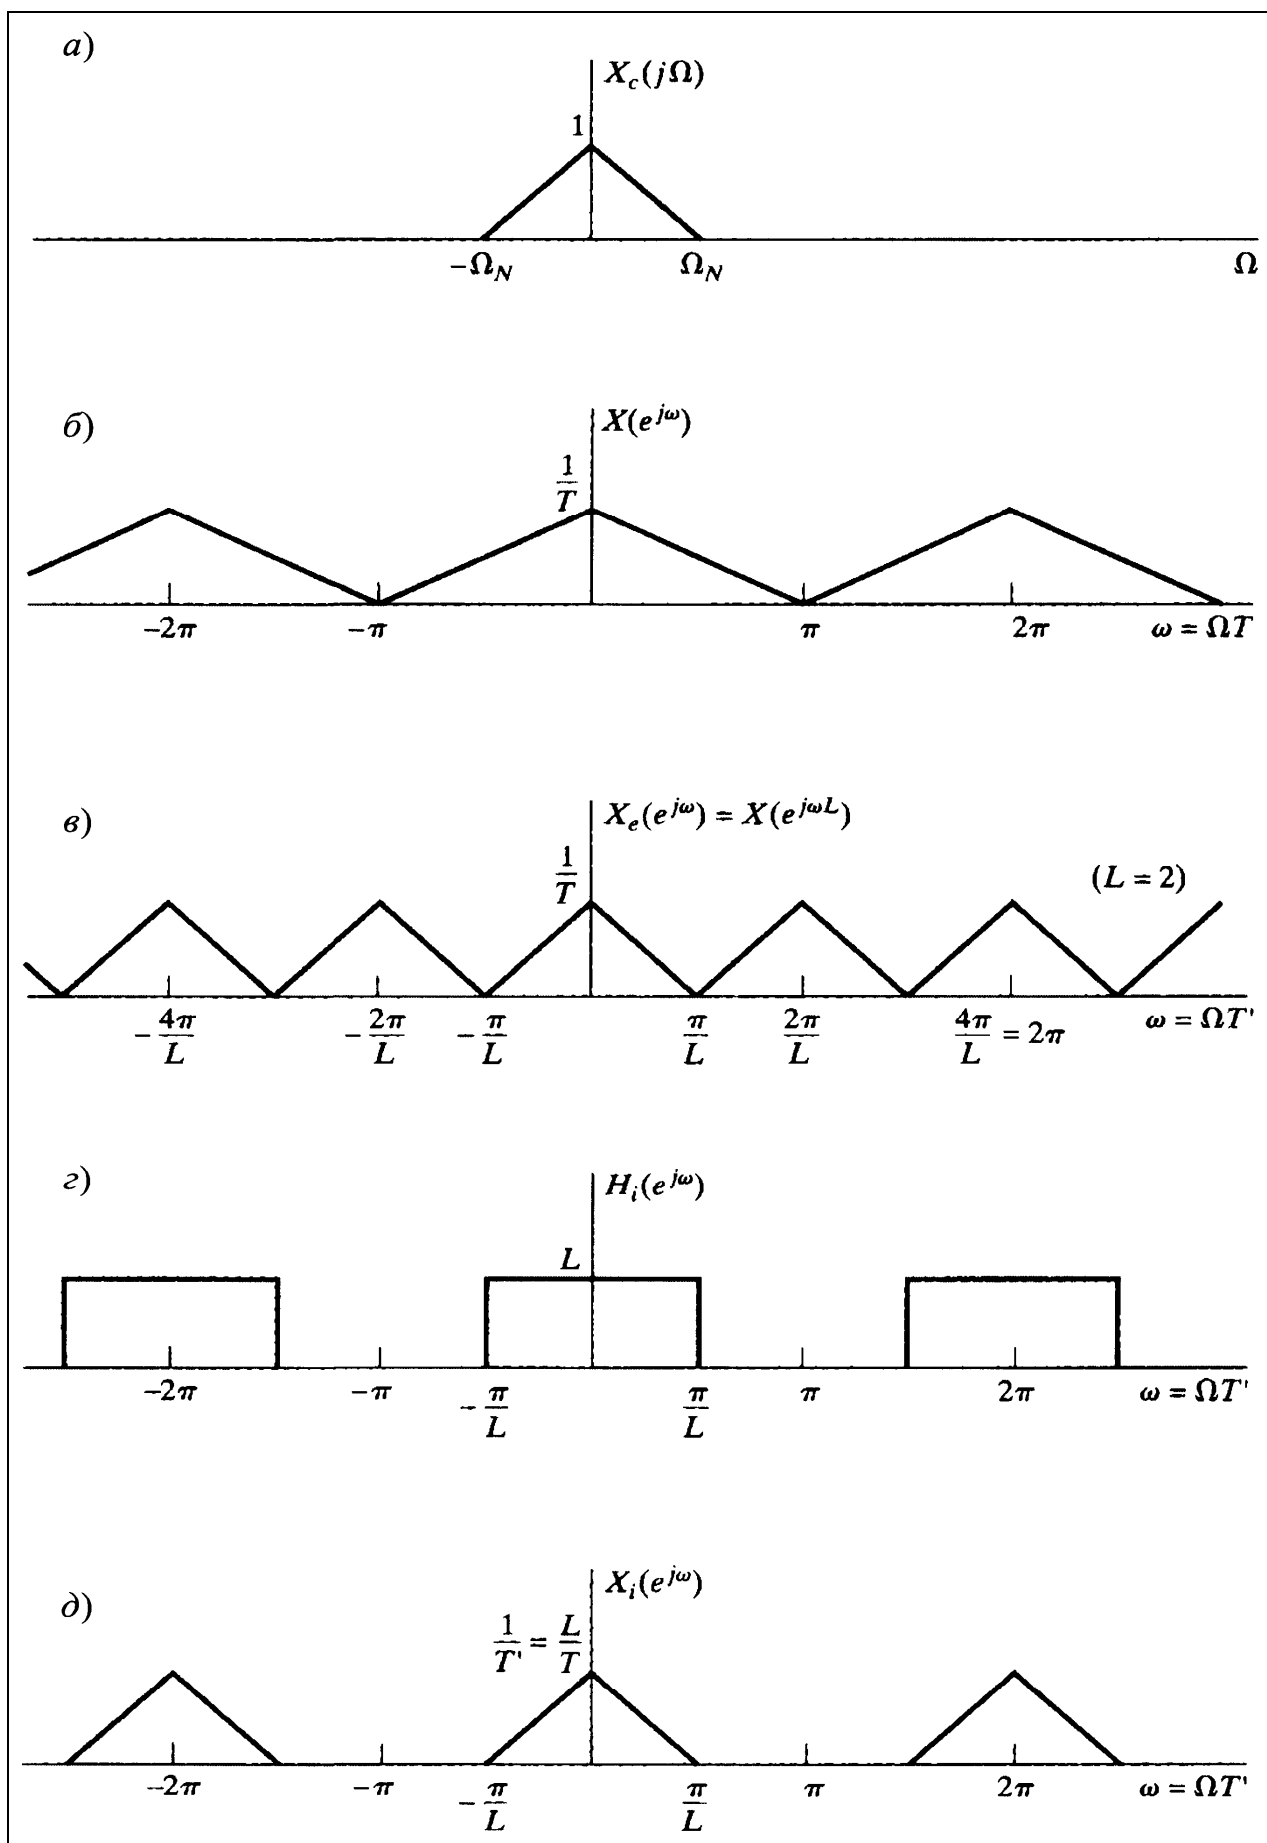 а)
X_c(jΩ)
1
−Ω_N Ω_N Ω
б)
X(e^{jω})
1/T
−2π −π π 2π ω = ΩT
в)
X_e(e^{jω}) = X(e^{jωL})
1/T
(L = 2)
−4π/L −2π/L −π/L π/L 2π/L 4π/L = 2π ω = ΩT'
г)
H_i(e^{jω})
L
−2π −π −π/L π/L π 2π ω = ΩT'
д)
X_i(e^{jω})
1/T' = L/T
−2π −π −π/L π/L π 2π ω = ΩT'